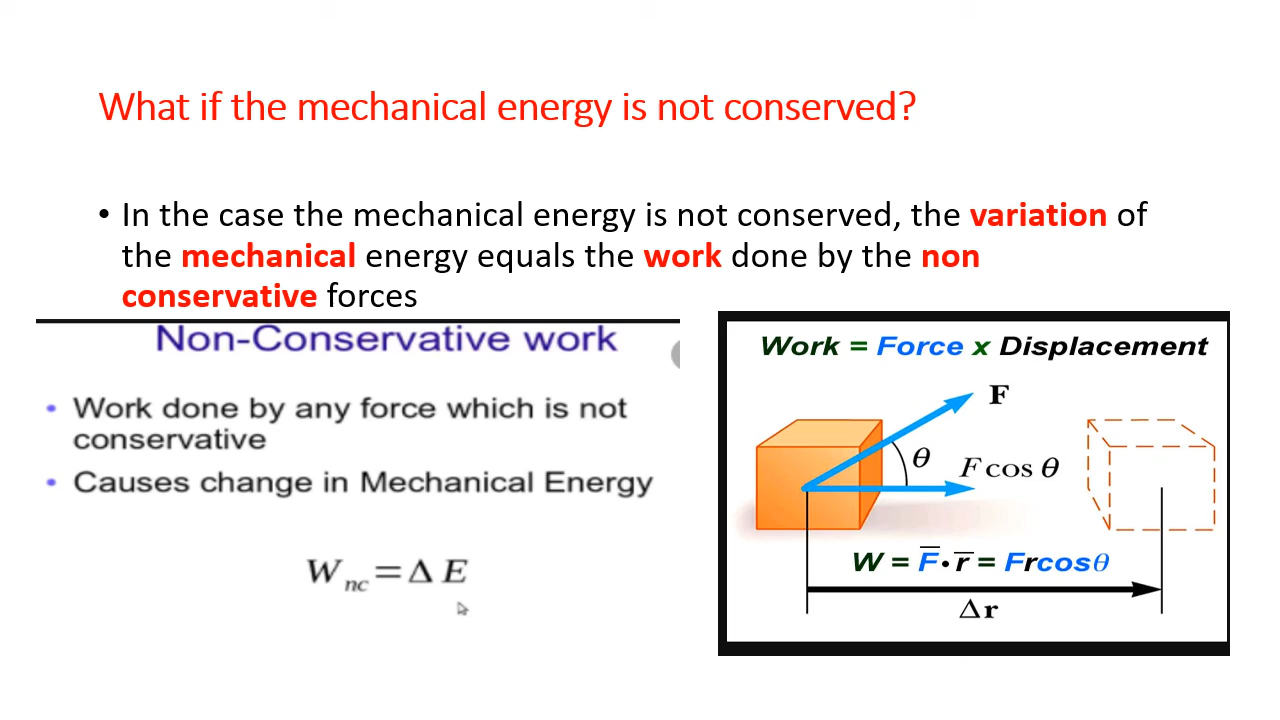 What if the mechanical energy is not conserved?
• In the case the mechanical energy is not conserved, the variation of
the mechanical energy equals the work done by the non
conservative forces
Non-Conservative work
• Work done by any force which is not
conservative
• Causes change in Mechanical Energy
W nc = Δ E
Work = Force x Displacement
F
θ
F cos θ
W = F̅ • r̅ = Frcosθ
Δr